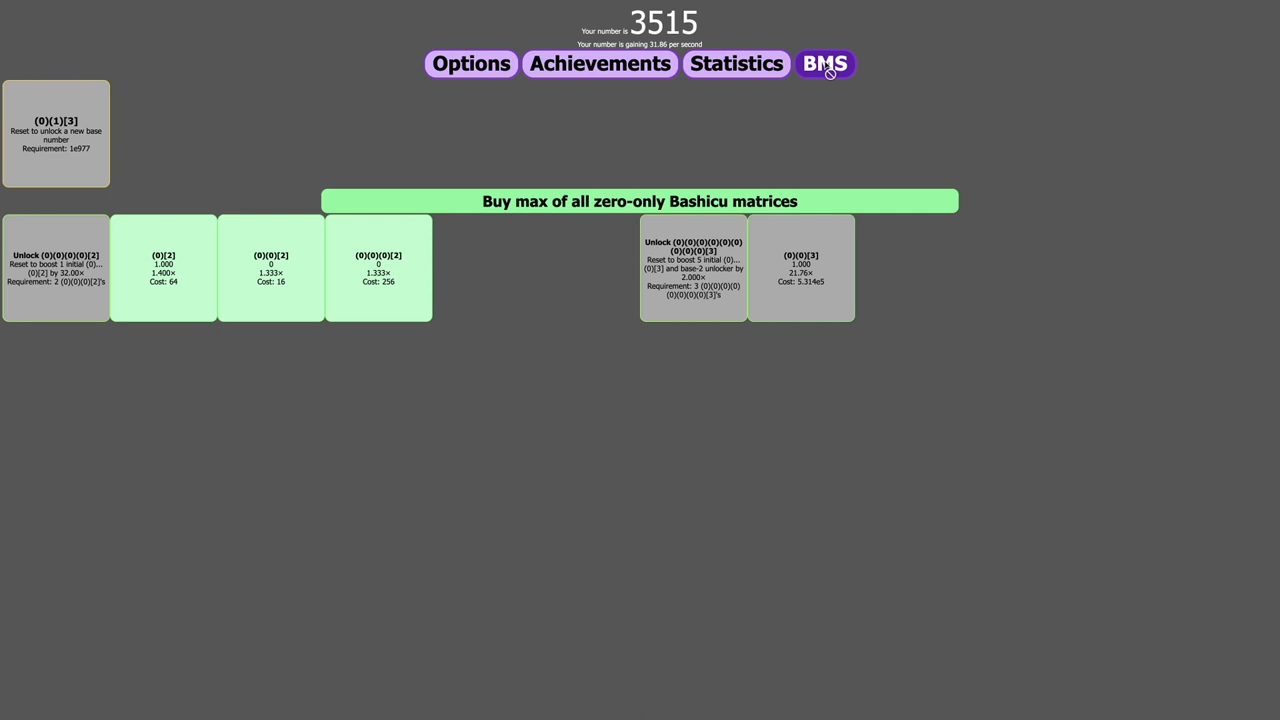 Your number is 3515
Your number is gaining 31.86 per second
Options Achievements Statistics BMS
(0)(1)[3]
Reset to unlock a new base
number
Requirement: 1e977
Buy max of all zero-only Bashicu matrices
Unlock (0)(0)(0)(0)[2]
Reset to boost 1 initial (0)...
(0)[2] by 32.00×
Requirement: 2 (0)(0)(0)[2]'s
(0)[2]
1.000
1.400×
Cost: 64
(0)(0)[2]
0
1.333×
Cost: 16
(0)(0)(0)[2]
0
1.333×
Cost: 256
Unlock (0)(0)(0)(0)(0)(0)
(0)(0)(0)[3]
Reset to boost 5 initial (0)...
(0)[3] and base-2 unlocker by
2.000×
Requirement: 3 (0)(0)(0)(0)
(0)(0)(0)(0)[3]'s
(0)(0)[3]
1.000
21.76×
Cost: 5.314e5